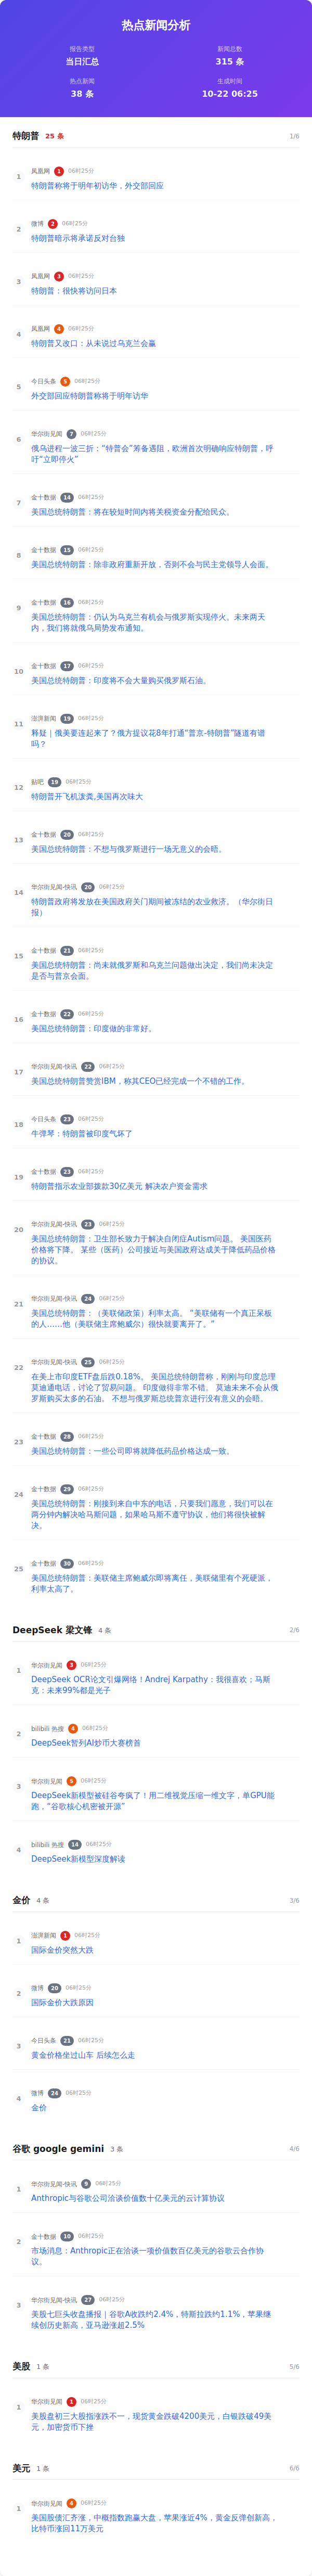 热点新闻分析
报告类型
当日汇总
新闻总数
315 条
热点新闻
38 条
生成时间
10-22 06:25
特朗普 25 条 1/6
1 凤凰网 1 06时25分
特朗普称将于明年初访华，外交部回应
2 微博 2 06时25分
特朗普暗示将承诺反对台独
3 凤凰网 3 06时25分
特朗普：很快将访问日本
4 凤凰网 4 06时25分
特朗普又改口：从未说过乌克兰会赢
5 今日头条 5 06时25分
外交部回应特朗普称将于明年访华
6 华尔街见闻 7 06时25分
俄乌进程一波三折：“特普会”筹备遇阻，欧洲首次明确响应特朗普，呼
吁“立即停火”
7 金十数据 14 06时25分
美国总统特朗普：将在较短时间内将关税资金分配给民众。
8 金十数据 15 06时25分
美国总统特朗普：除非政府重新开放，否则不会与民主党领导人会面。
9 金十数据 16 06时25分
美国总统特朗普：仍认为乌克兰有机会与俄罗斯实现停火。未来两天
内，我们将就俄乌局势发布通知。
10 金十数据 17 06时25分
美国总统特朗普：印度将不会大量购买俄罗斯石油。
11 澎湃新闻 19 06时25分
释疑｜俄美要连起来了？俄方提议花8年打通“普京-特朗普”隧道有谱
吗？
12 贴吧 19 06时25分
特朗普开飞机泼粪,美国再次味大
13 金十数据 20 06时25分
美国总统特朗普：不想与俄罗斯进行一场无意义的会晤。
14 华尔街见闻-快讯 20 06时25分
特朗普政府将发放在美国政府关门期间被冻结的农业救济。（华尔街日
报）
15 金十数据 21 06时25分
美国总统特朗普：尚未就俄罗斯和乌克兰问题做出决定，我们尚未决定
是否与普京会面。
16 金十数据 22 06时25分
美国总统特朗普：印度做的非常好。
17 华尔街见闻-快讯 22 06时25分
美国总统特朗普赞赏IBM，称其CEO已经完成一个不错的工作。
18 今日头条 23 06时25分
牛弹琴：特朗普被印度气坏了
19 金十数据 23 06时25分
特朗普指示农业部拨款30亿美元 解决农户资金需求
20 华尔街见闻-快讯 23 06时25分
美国总统特朗普：卫生部长致力于解决自闭症Autism问题。 美国医药
价格将下降。 某些（医药）公司接近与美国政府达成关于降低药品价格
的协议。
21 华尔街见闻-快讯 24 06时25分
美国总统特朗普：（美联储政策）利率太高。 “美联储有一个真正呆板
的人……他（美联储主席鲍威尔）很快就要离开了。”
22 华尔街见闻-快讯 25 06时25分
在美上市印度ETF盘后跌0.18%。 美国总统特朗普称，刚刚与印度总理
莫迪通电话，讨论了贸易问题。 印度做得非常不错。 莫迪未来不会从俄
罗斯购买太多的石油。 不想与俄罗斯总统普京进行没有意义的会晤。
23 金十数据 28 06时25分
美国总统特朗普：一些公司即将就降低药品价格达成一致。
24 金十数据 29 06时25分
美国总统特朗普：刚接到来自中东的电话，只要我们愿意，我们可以在
两分钟内解决哈马斯问题，如果哈马斯不遵守协议，他们将很快被解
决。
25 金十数据 30 06时25分
美国总统特朗普：美联储主席鲍威尔即将离任，美联储里有个死硬派，
利率太高了。
DeepSeek 梁文锋 4 条 2/6
1 华尔街见闻 3 06时25分
DeepSeek OCR论文引爆网络！Andrej Karpathy：我很喜欢；马斯
克：未来99%都是光子
2 bilibili 热搜 4 06时25分
DeepSeek暂列AI炒币大赛榜首
3 华尔街见闻 5 06时25分
DeepSeek新模型被硅谷夸疯了！用二维视觉压缩一维文字，单GPU能
跑，“谷歌核心机密被开源”
4 bilibili 热搜 14 06时25分
DeepSeek新模型深度解读
金价 4 条 3/6
1 澎湃新闻 1 06时25分
国际金价突然大跌
2 微博 20 06时25分
国际金价大跌原因
3 今日头条 21 06时25分
黄金价格坐过山车 后续怎么走
4 微博 24 06时25分
金价
谷歌 google gemini 3 条 4/6
1 华尔街见闻-快讯 9 06时25分
Anthropic与谷歌公司洽谈价值数十亿美元的云计算协议
2 金十数据 10 06时25分
市场消息：Anthropic正在洽谈一项价值数百亿美元的谷歌云合作协
议。
3 华尔街见闻-快讯 27 06时25分
美股七巨头收盘播报｜谷歌A收跌约2.4%，特斯拉跌约1.1%，苹果继
续创历史新高，亚马逊涨超2.5%
美股 1 条 5/6
1 华尔街见闻 1 06时25分
美股盘初三大股指涨跌不一，现货黄金跌破4200美元，白银跌破49美
元，加密货币下挫
美元 1 条 6/6
1 华尔街见闻 4 06时25分
美国股债汇齐涨，中概指数跑赢大盘，苹果涨近4%，黄金反弹创新高，
比特币涨回11万美元